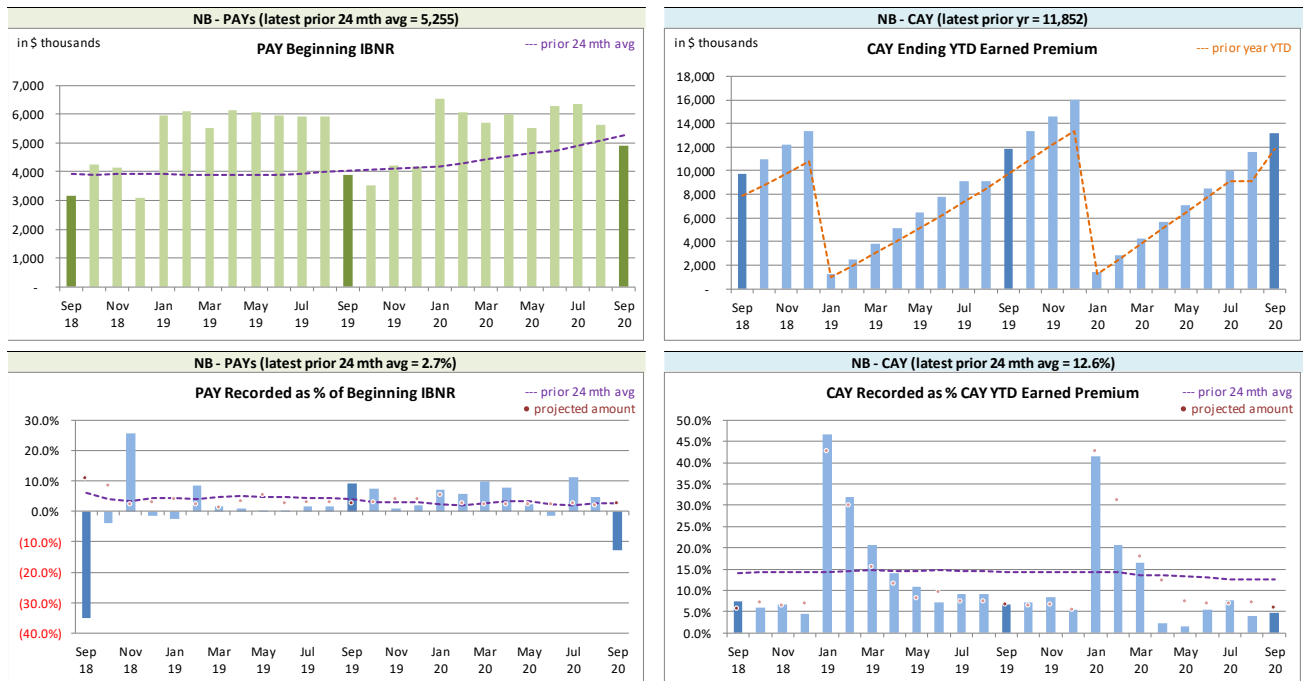 NB - PAYs (latest prior 24 mth avg = 5,255)
in $ thousands
PAY Beginning IBNR
--- prior 24 mth avg
7,000
6,000
5,000
4,000
3,000
2,000
1,000
-
Sep 18
Nov 18
Jan 19
Mar 19
May 19
Jul 19
Sep 19
Nov 19
Jan 20
Mar 20
May 20
Jul 20
Sep 20
NB - CAY (latest prior yr = 11,852)
in $ thousands
CAY Ending YTD Earned Premium
--- prior year YTD
18,000
16,000
14,000
12,000
10,000
8,000
6,000
4,000
2,000
-
Sep 18
Nov 18
Jan 19
Mar 19
May 19
Jul 19
Sep 19
Nov 19
Jan 20
Mar 20
May 20
Jul 20
Sep 20
NB - PAYs (latest prior 24 mth avg = 2.7%)
PAY Recorded as % of Beginning IBNR
--- prior 24 mth avg
• projected amount
30.0%
20.0%
10.0%
0.0%
(10.0%)
(20.0%)
(30.0%)
(40.0%)
Sep 18
Nov 18
Jan 19
Mar 19
May 19
Jul 19
Sep 19
Nov 19
Jan 20
Mar 20
May 20
Jul 20
Sep 20
NB - CAY (latest prior 24 mth avg = 12.6%)
CAY Recorded as % CAY YTD Earned Premium
--- prior 24 mth avg
• projected amount
50.0%
45.0%
40.0%
35.0%
30.0%
25.0%
20.0%
15.0%
10.0%
5.0%
0.0%
Sep 18
Nov 18
Jan 19
Mar 19
May 19
Jul 19
Sep 19
Nov 19
Jan 20
Mar 20
May 20
Jul 20
Sep 20